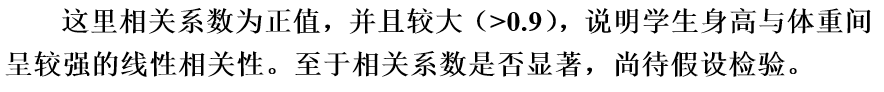 这里相关系数为正值，并且较大（>0.9），说明学生身高与体重间
呈较强的线性相关性。至于相关系数是否显著，尚待假设检验。